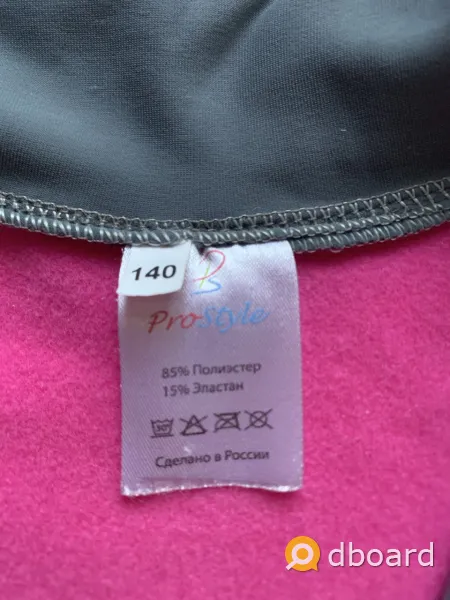 140
ProStyle
85% Полиэстер
15% Эластан
30°
Сделано в России
dboard